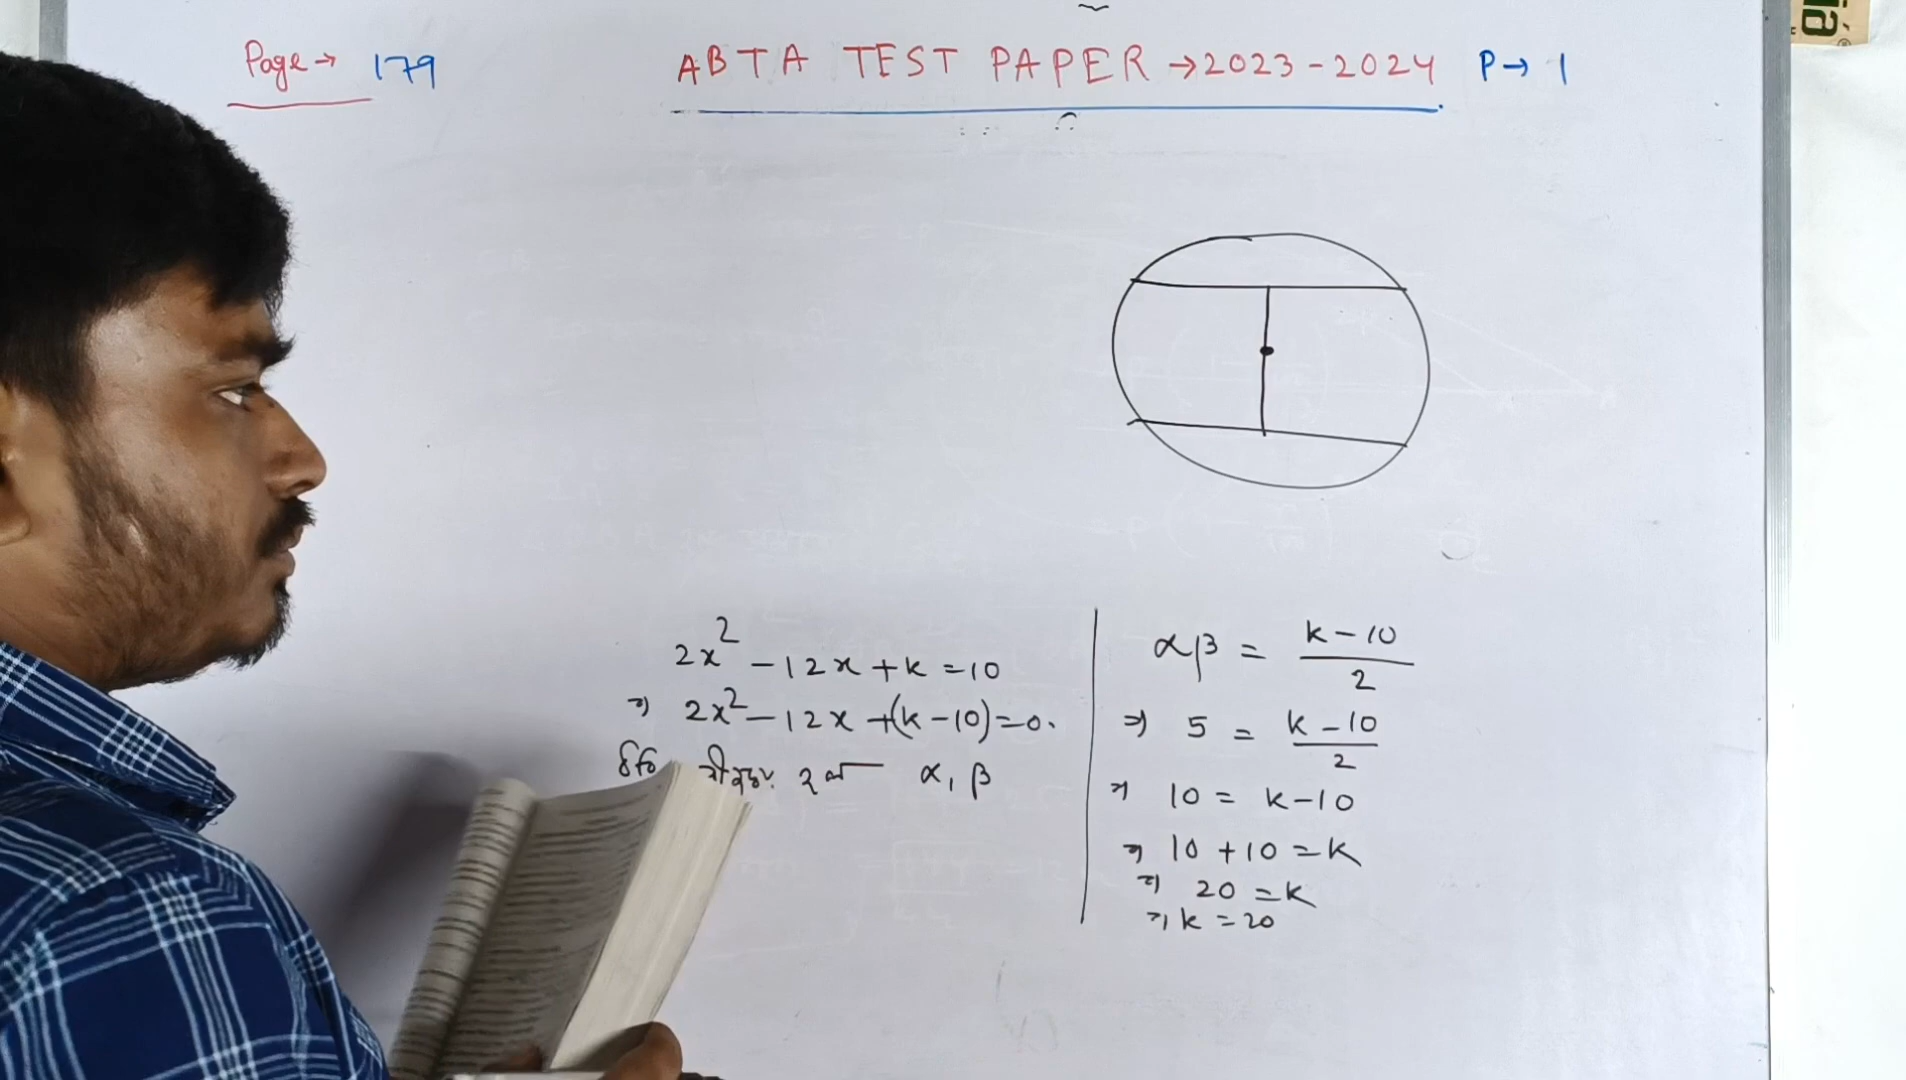 Page → 179
ABTA TEST PAPER → 2023-2024 P → 1
2x² - 12x + k = 10
⇒ 2x² - 12x + (k - 10) = 0.
α, β
αβ = (k - 10)/2
⇒ 5 = (k - 10)/2
⇒ 10 = k - 10
⇒ 10 + 10 = k
⇒ 20 = k
⇒ k = 20